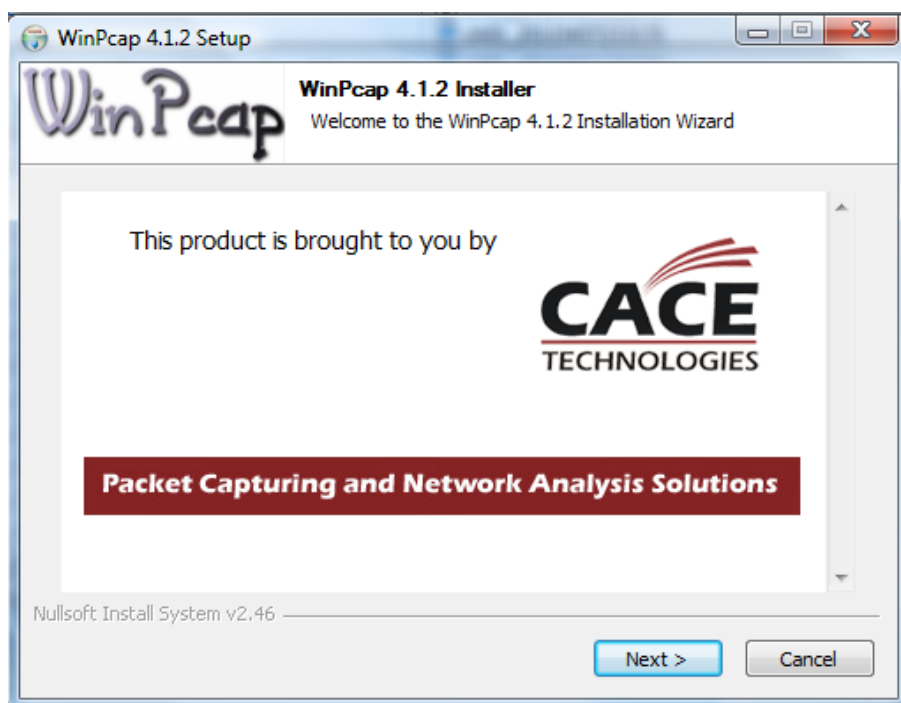 WinPcap 4.1.2 Setup
WinPcap
WinPcap 4.1.2 Installer
Welcome to the WinPcap 4.1.2 Installation Wizard
This product is brought to you by
CACE
TECHNOLOGIES
Packet Capturing and Network Analysis Solutions
Nullsoft Install System v2.46
Next >
Cancel